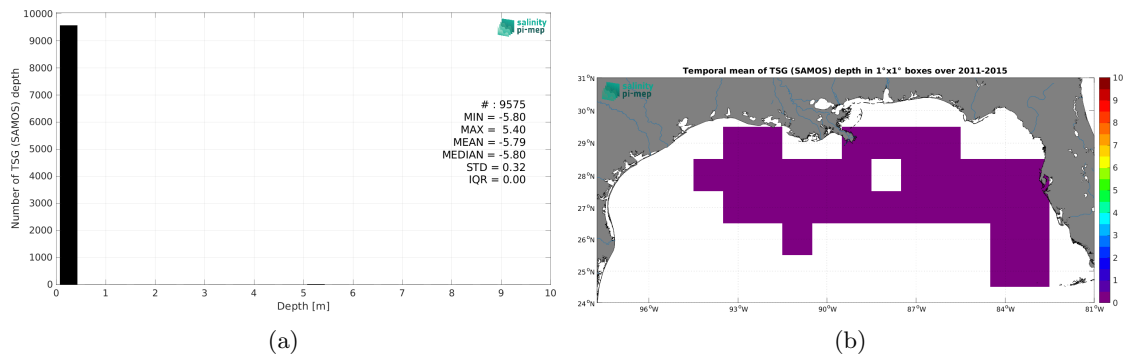 10000
9000
8000
7000
6000
5000
4000
3000
2000
1000
0
Number of TSG (SAMOS) depth
salinity
pi-mep
# : 9575
MIN = -5.80
MAX = 5.40
MEAN = -5.79
MEDIAN = -5.80
STD = 0.32
IQR = 0.00
0 1 2 3 4 5 6 7 8 9 10
Depth [m]
(a)
Temporal mean of TSG (SAMOS) depth in 1°x1° boxes over 2011-2015
salinity
pi-mep
31°N
30°N
29°N
28°N
27°N
26°N
25°N
24°N
96°W 93°W 90°W 87°W 84°W 81°W
10
9
8
7
6
5
4
3
2
1
0
(b)